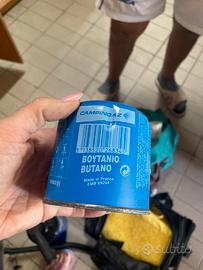 CAMPINGAZ
BOYTANIO
BUTANO
Made in France
subito